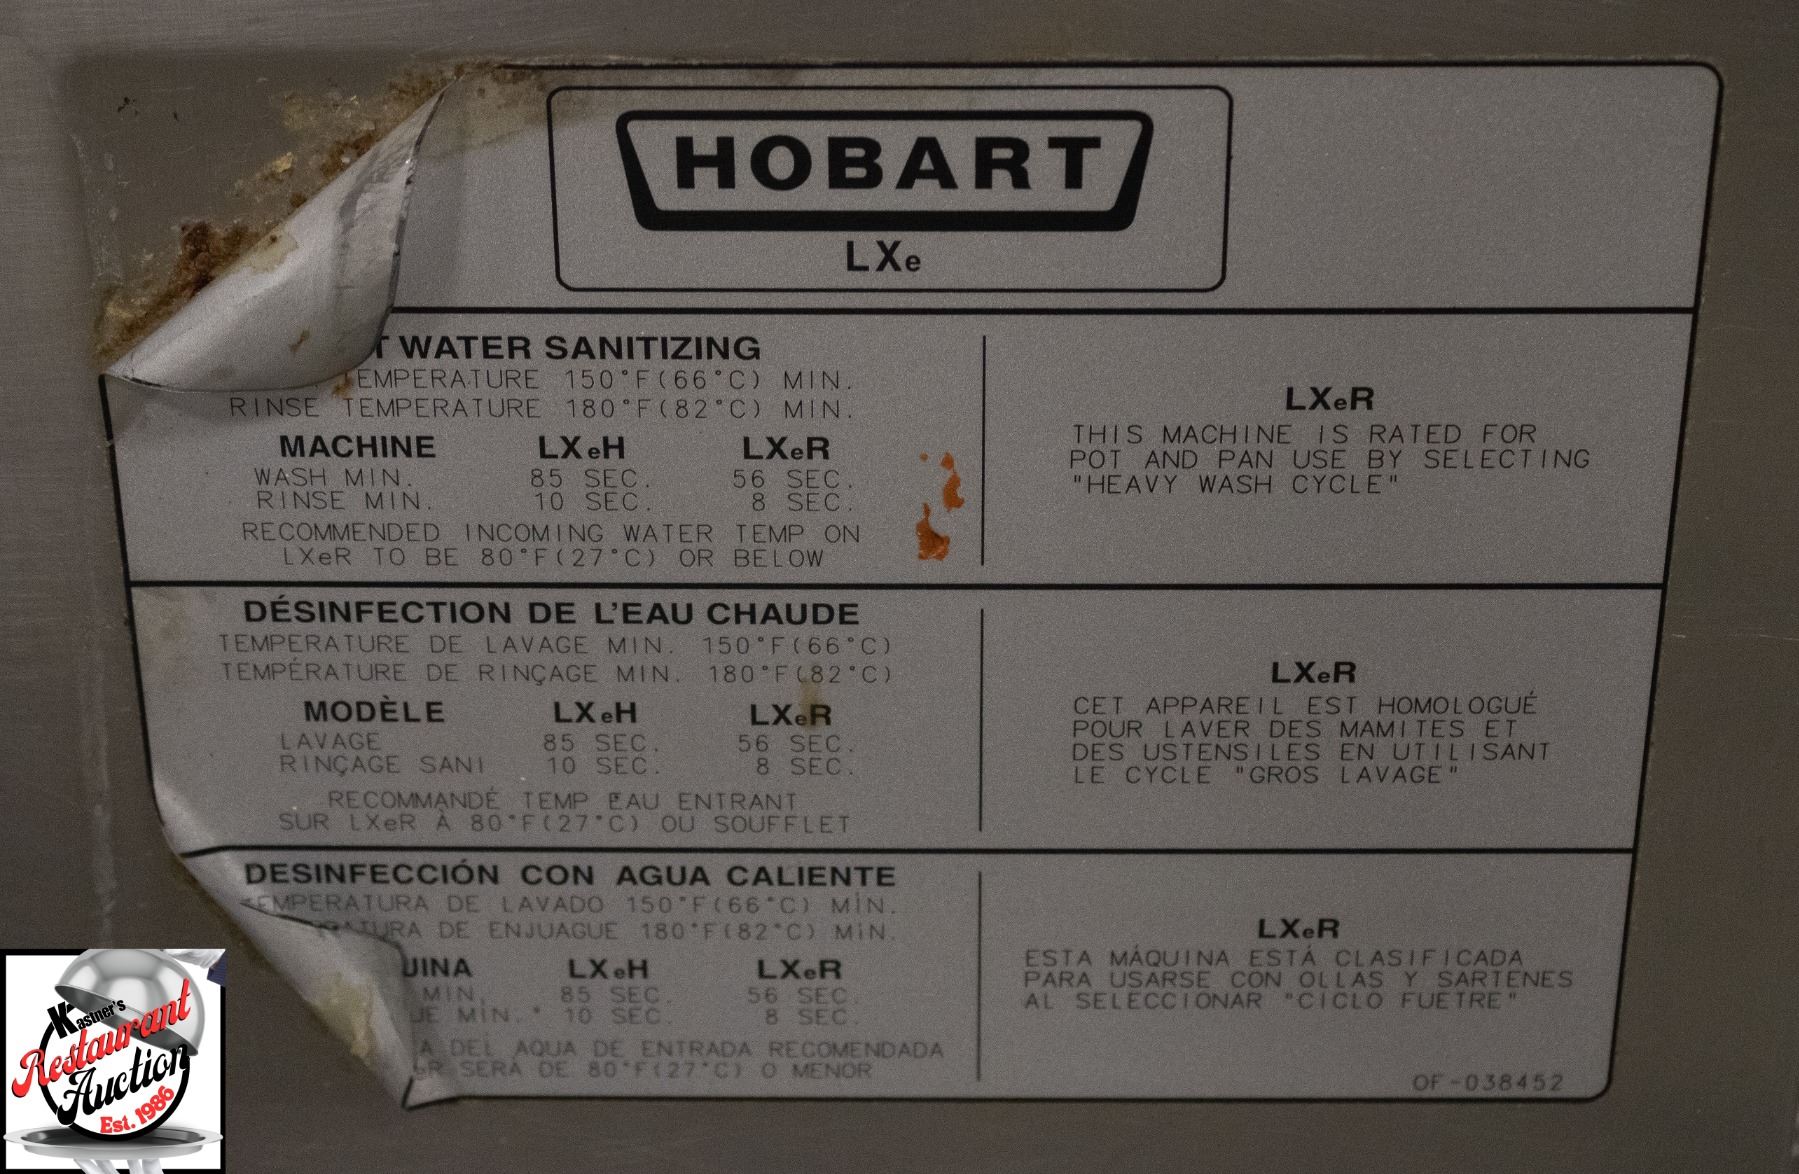 HOBART
LXe
T WATER SANITIZING
EMPERATURE 150°F(66°C) MIN.
RINSE TEMPERATURE 180°F(82°C) MIN.
MACHINE LXeH LXeR
WASH MIN. 85 SEC. 56 SEC.
RINSE MIN. 10 SEC. 8 SEC.
RECOMMENDED INCOMING WATER TEMP ON
LXeR TO BE 80°F(27°C) OR BELOW
LXeR
THIS MACHINE IS RATED FOR
POT AND PAN USE BY SELECTING
"HEAVY WASH CYCLE"
DÉSINFECTION DE L'EAU CHAUDE
TEMPERATURE DE LAVAGE MIN. 150°F(66°C)
TEMPÉRATURE DE RINÇAGE MIN. 180°F(82°C)
MODÈLE LXeH LXeR
LAVAGE 85 SEC. 56 SEC.
RINÇAGE SANI 10 SEC. 8 SEC.
RECOMMANDÉ TEMP EAU ENTRANT
SUR LXeR À 80°F(27°C) OU SOUFFLET
LXeR
CET APPAREIL EST HOMOLOGUÉ
POUR LAVER DES MAMITES ET
DES USTENSILES EN UTILISANT
LE CYCLE "GROS LAVAGE"
DESINFECCIÓN CON AGUA CALIENTE
TEMPERATURA DE LAVADO 150°F(66°C) MÍN.
RATURA DE ENJUAGUE 180°F(82°C) MÍN.
UINA LXeH LXeR
MIN. 85 SEC. 56 SEC
UE MÍN. 10 SEC. 8 SEC.
A DEL AQUA DE ENTRADA RECOMENDADA
eR SERÁ DE 80°F(27°C) O MENOR
LXeR
ESTA MÁQUINA ESTÁ CLASIFICADA
PARA USARSE CON OLLAS Y SARTENES
AL SELECCIONAR "CICLO FUETRE"
OF-038452
Kastner's
Restaurant
Auction
Est. 1986